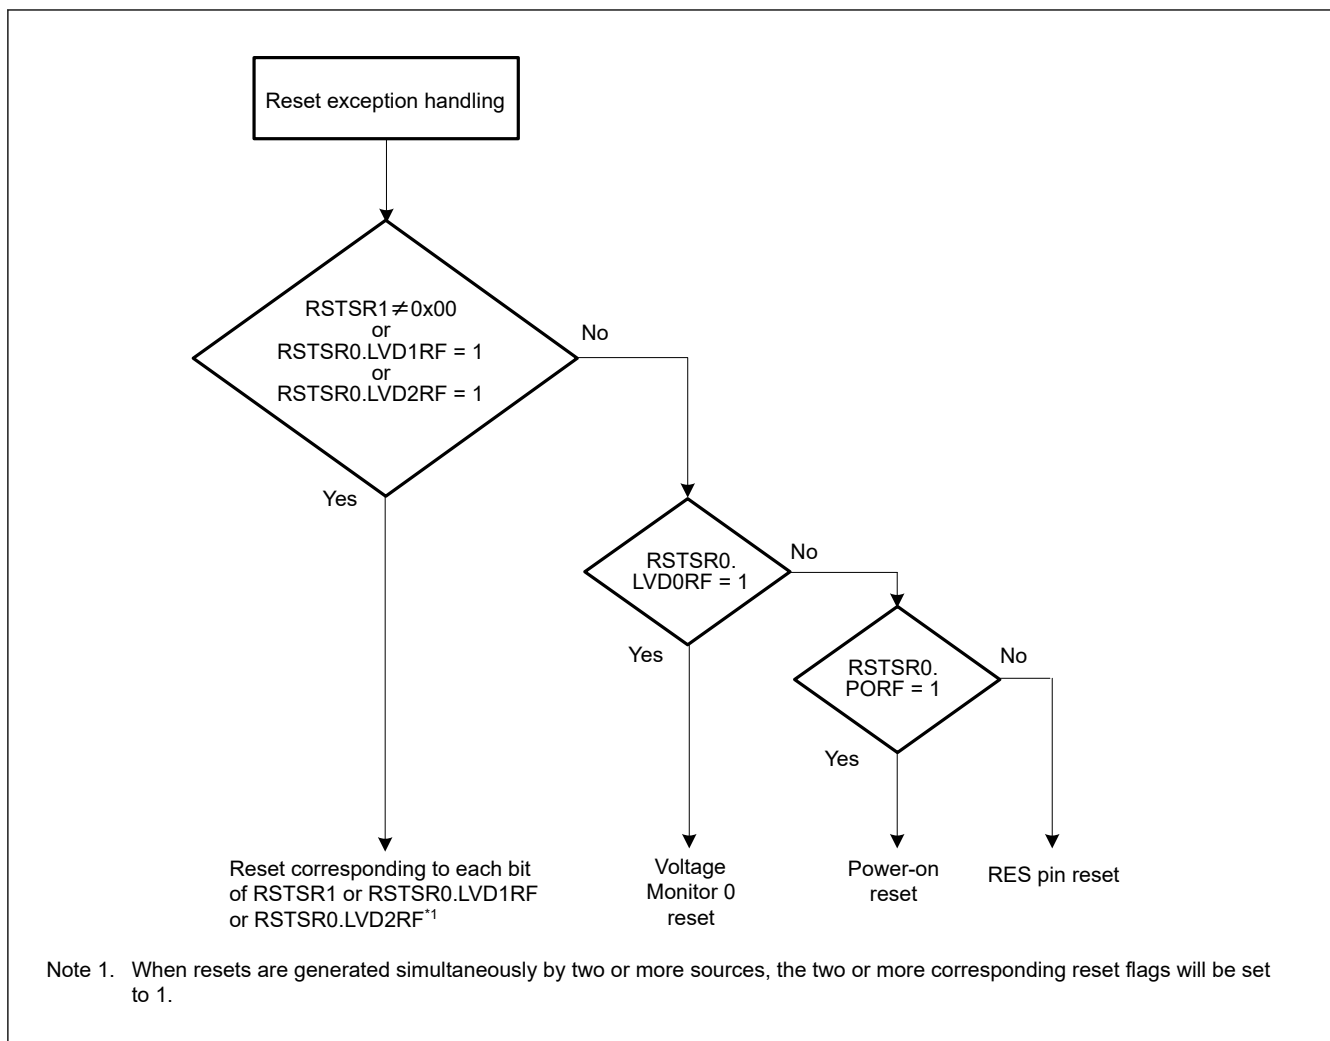 Reset exception handling
RSTSR1≠0x00
or
RSTSR0.LVD1RF = 1
or
RSTSR0.LVD2RF = 1
No
Yes
RSTSR0.
LVD0RF = 1
No
Yes
RSTSR0.
PORF = 1
No
Yes
Reset corresponding to each bit
of RSTSR1 or RSTSR0.LVD1RF
or RSTSR0.LVD2RF*1
Voltage
Monitor 0
reset
Power-on
reset
RES pin reset
Note 1. When resets are generated simultaneously by two or more sources, the two or more corresponding reset flags will be set
to 1.